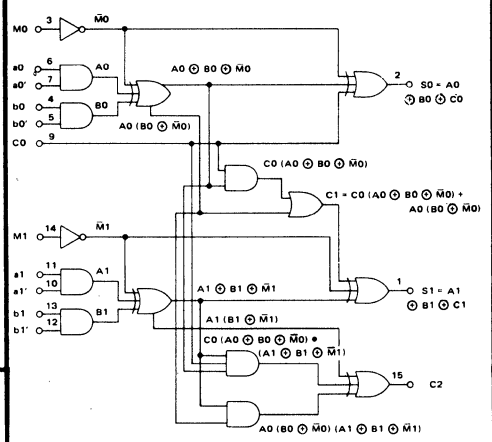 M0 3 M̄0
a0 6 A0
a0' 7
b0 4 B0
b0' 5
C0 9
A0 ⊕ B0 ⊕ M̄0
A0 (B0 ⊕ M̄0)
2 S0 = A0
⊕ B0 ⊕ C0
C0 (A0 ⊕ B0 ⊕ M̄0)
C1 = C0 (A0 ⊕ B0 ⊕ M̄0) +
A0 (B0 ⊕ M̄0)
M1 14 M̄1
a1 11 A1
a1' 10
b1 13 B1
b1' 12
A1 ⊕ B1 ⊕ M̄1
A1 (B1 ⊕ M̄1)
1 S1 = A1
⊕ B1 ⊕ C1
C0 (A0 ⊕ B0 ⊕ M̄0) •
(A1 ⊕ B1 ⊕ M̄1)
15 C2
A0 (B0 ⊕ M̄0) (A1 ⊕ B1 ⊕ M̄1)